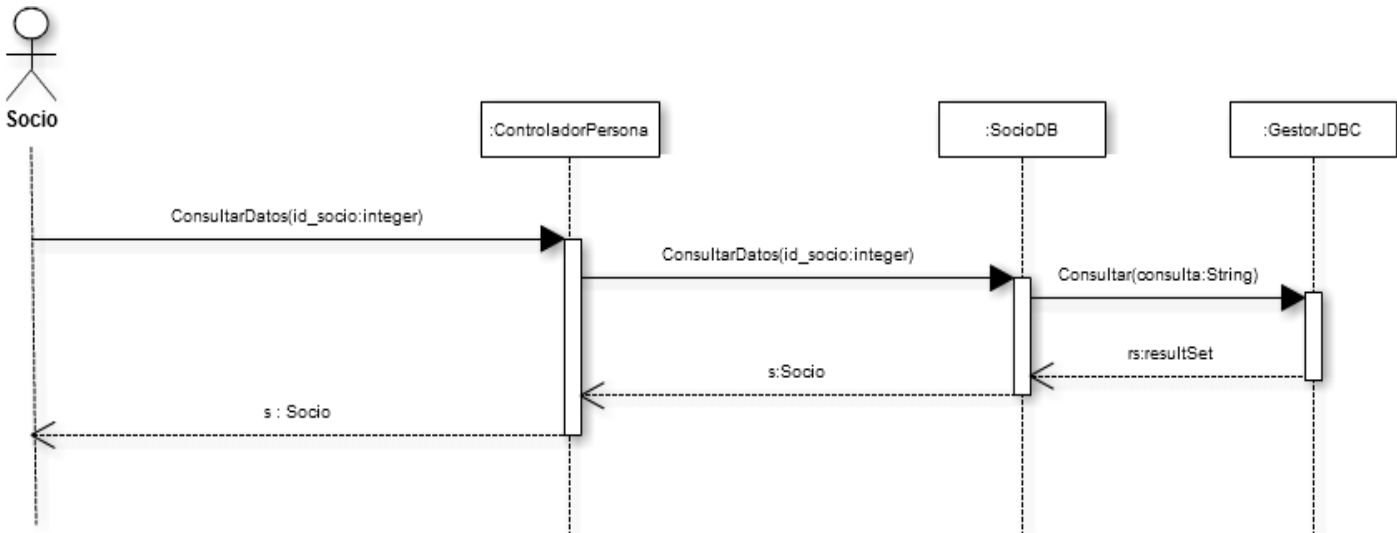 Socio
:ControladorPersona
:SocioDB
:GestorJDBC
ConsultarDatos(id_socio:integer)
ConsultarDatos(id_socio:integer)
Consultar(consulta:String)
rs:resultSet
s:Socio
s : Socio